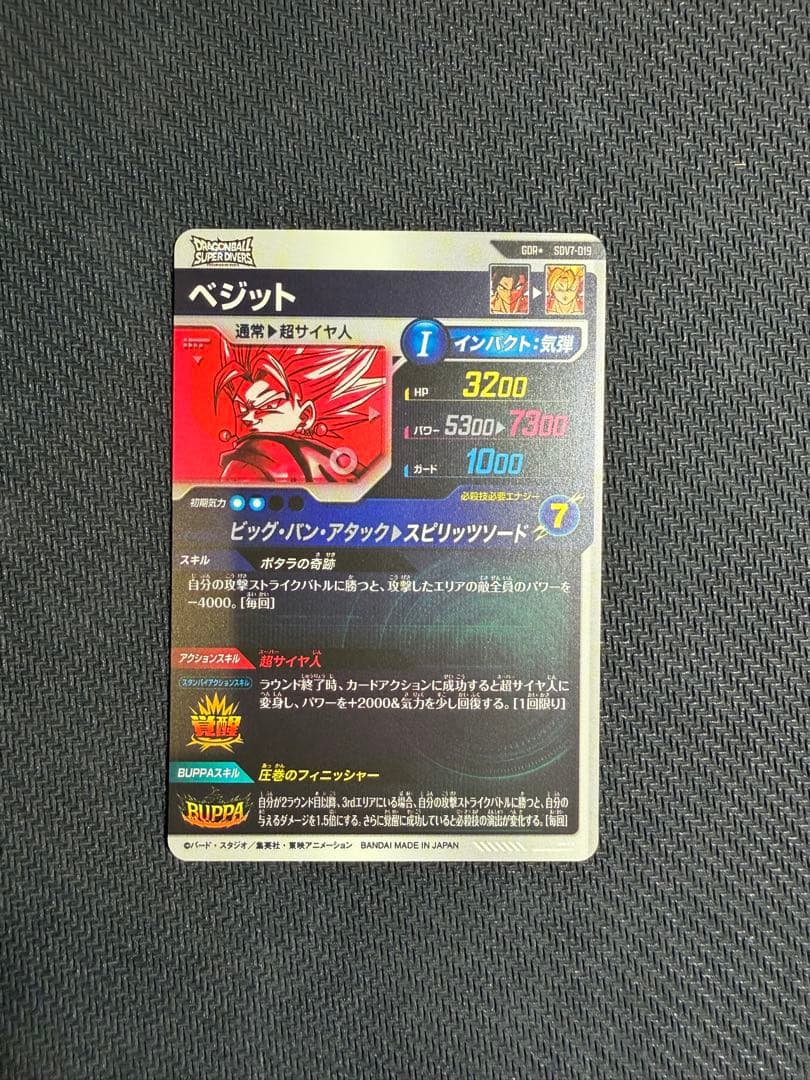 DRAGONBALL
SUPER DIVERS
GDR★ SDV7-019
ベジット
通常▶超サイヤ人
I インパクト:気弾
HP 3200
パワー 5300▶7300
ガード 1000
初期気力
必殺技必要エナジー
7
ビッグ・バン・アタック▶スピリッツソード
スキル ポタラの奇跡
自分の攻撃ストライクバトルに勝つと、攻撃したエリアの敵全員のパワーを
-4000。[毎回]
アクションスキル 超サイヤ人
スタンバイアクションスキル
覚醒
ラウンド終了時、カードアクションに成功すると超サイヤ人に
変身し、パワー+2000&気力を少し回復する。[1回限り]
BUPPAスキル 圧巻のフィニッシャー
BUPPA
自分が2ラウンド目以降、3rdエリアにいる場合、自分の攻撃ストライクバトルに勝つと、自分の
与えるダメージを1.5倍にする。さらに覚醒に成功していると必殺技の演出が変化する。[毎回]
©バード・スタジオ/集英社・東映アニメーション BANDAI MADE IN JAPAN